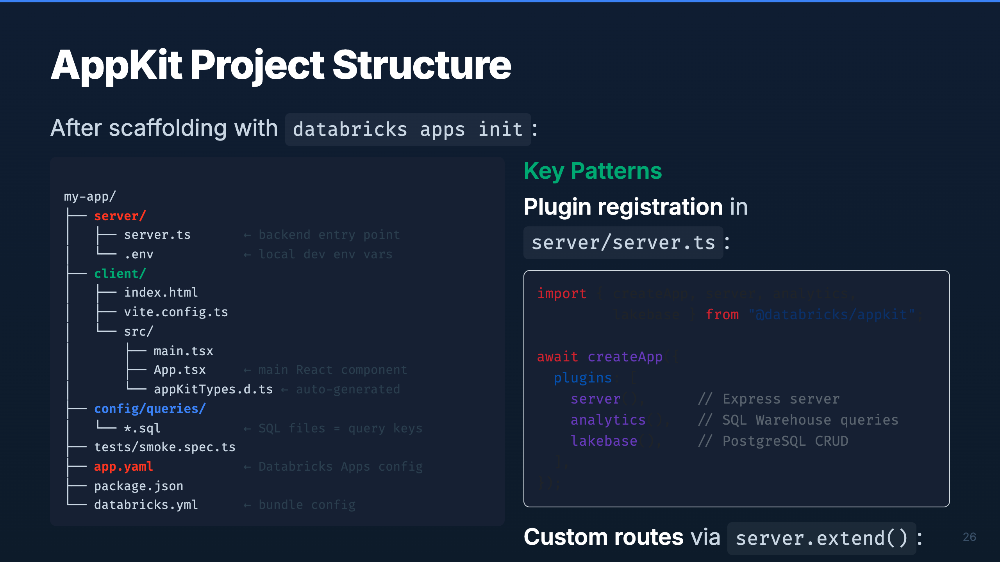 AppKit Project Structure
After scaffolding with databricks apps init:
my-app/
├── server/
│   ├── server.ts       ← backend entry point
│   └── .env            ← local dev env vars
├── client/
│   ├── index.html
│   ├── vite.config.ts
│   └── src/
│       ├── main.tsx
│       ├── App.tsx     ← main React component
│       └── appKitTypes.d.ts ← auto-generated
├── config/queries/
│   └── *.sql           ← SQL files = query keys
├── tests/smoke.spec.ts
├── app.yaml            ← Databricks Apps config
├── package.json
└── databricks.yml      ← bundle config
Key Patterns
Plugin registration in
server/server.ts:
import { createApp, server, analytics,
         lakebase } from "@databricks/appkit";
await createApp({
  plugins: [
    server(),      // Express server
    analytics(),   // SQL Warehouse queries
    lakebase(),    // PostgreSQL CRUD
  ],
});
Custom routes via server.extend():
26